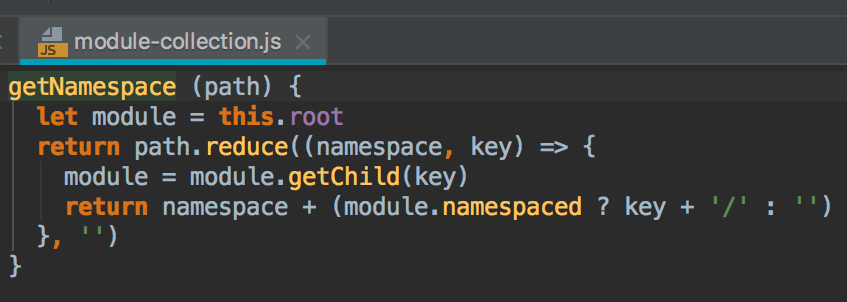 JS module-collection.js ×
getNamespace (path) {
  let module = this.root
  return path.reduce((namespace, key) => {
    module = module.getChild(key)
    return namespace + (module.namespaced ? key + '/' : '')
  }, '')
}